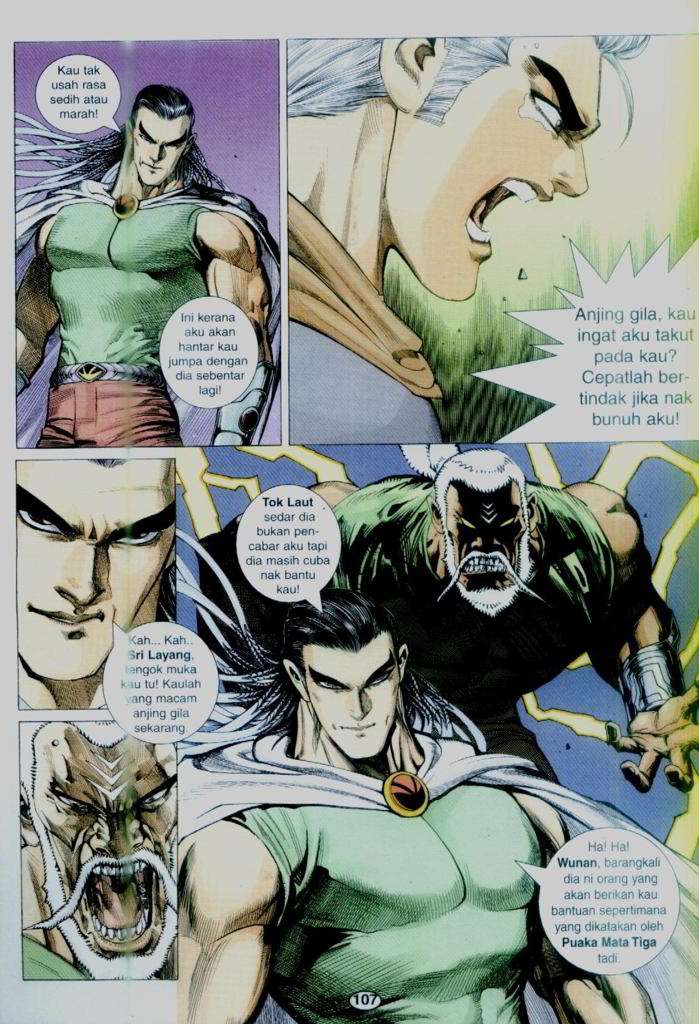 Kau tak
usah rasa
sedih atau
marah!
Ini kerana
aku akan
hantar kau
jumpa dengan
dia sebentar
lagi!
Anjing gila, kau
ingat aku takut
pada kau?
Cepatlah ber-
tindak jika nak
bunuh aku!
Tok Laut
sedar dia
bukan pen-
cabar aku tapi
dia masih cuba
nak bantu
kau!
Kah... Kah..
Sri Layang,
tengok muka
kau tu! Kaulah
yang macam
anjing gila
sekarang.
Ha! Ha!
Wunan, barangkali
dia ni orang yang
akan berikan kau
bantuan sepertimana
yang dikatakan oleh
Puaka Mata Tiga
tadi.
107